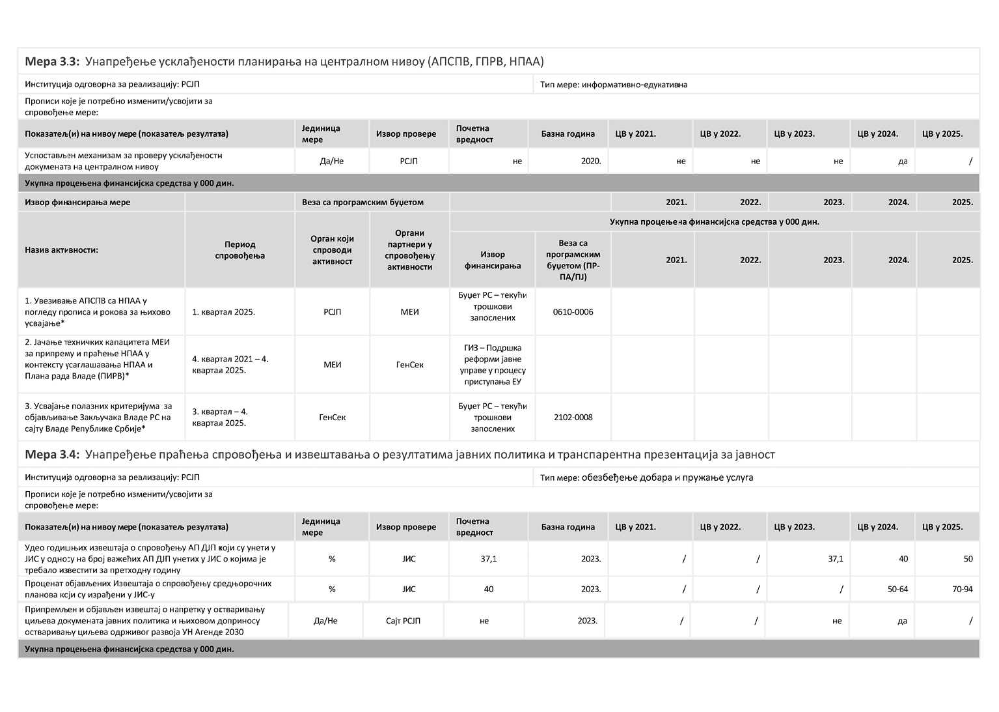 Мера 3.3: Унапређење усклађености планирања на централном нивоу (АПСПВ, ГПРВ, НПАА)
Институција одговорна за реализацију: РСЈП
Тип мере: информативно-едукативна
Прописи које је потребно изменити/усвојити за
спровођење мере:
Показатељ(и) на нивоу мере (показатељ резултата)
Јединица
мере
Извор провере
Почетна
вредност
Базна година
ЦВ у 2021.
ЦВ у 2022.
ЦВ у 2023.
ЦВ у 2024.
ЦВ у 2025.
Успостављен механизам за проверу усклађености
докумената на централном нивоу
Да/Не
РСЈП
не
2020.
не
не
не
да
/
Укупна процењена финансијска средства у 000 дин.
Извор финансирања мере
Веза са програмским буџетом
2021.
2022.
2023.
2024.
2025.
Назив активности:
Период
спровођења
Орган који
спроводи
активност
Органи
партнери у
спровођењу
активности
Укупна процењена финансијска средства у 000 дин.
Извор
финансирања
Веза са
програмским
буџетом (ПР-
ПА/ПЈ)
2021.
2022.
2023.
2024.
2025.
1. Увезивање АПСПВ са НПАА у
погледу прописа и рокова за њихово
усвајање*
1. квартал 2025.
РСЈП
МЕИ
Буџет РС – текући
трошкови
запослених
0610-0006
2. Јачање техничких капацитета МЕИ
за припрему и праћење НПАА у
контексту усаглашавања НПАА и
Плана рада Владе (ПИРВ)*
4. квартал 2021 – 4.
квартал 2025.
МЕИ
ГенСек
ГИЗ – Подршка
реформи јавне
управе у процесу
приступања ЕУ
3. Усвајање полазних критеријума за
објављивање Закључака Владе РС на
сајту Владе Републике Србије*
3. квартал – 4.
квартал 2025.
ГенСек
Буџет РС – текући
трошкови
запослених
2102-0008
Мера 3.4: Унапређење праћења спровођења и извештавања о резултатима јавних политика и транспарентна презентација за јавност
Институција одговорна за реализацију: РСЈП
Тип мере: обезбеђење добара и пружање услуга
Прописи које је потребно изменити/усвојити за
спровођење мере:
Показатељ(и) на нивоу мере (показатељ резултата)
Јединица
мере
Извор провере
Почетна
вредност
Базна година
ЦВ у 2021.
ЦВ у 2022.
ЦВ у 2023.
ЦВ у 2024.
ЦВ у 2025.
Удео годишњих извештаја о спровођењу АП ДЈП који су унети у
ЈИС у односу на број важећих АП ДЈП унетих у ЈИС о којима је
требало известити за претходну годину
%
ЈИС
37,1
2023.
/
/
37,1
40
50
Проценат објављених Извештаја о спровођењу средњорочних
планова који су израђени у ЈИС-у
%
ЈИС
40
2023.
/
/
/
50-64
70-94
Припремљен и објављен извештај о напретку у остваривању
циљева докумената јавних политика и њиховом доприносу
остваривању циљева одрживог развоја УН Агенде 2030
Да/Не
Сајт РСЈП
не
2023.
/
/
не
да
/
Укупна процењена финансијска средства у 000 дин.